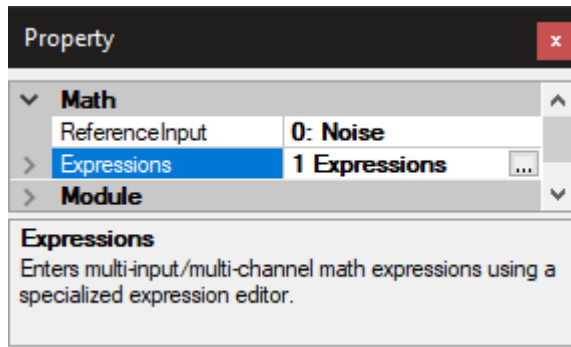 Property
x
Math
ReferenceInput 0: Noise
Expressions 1 Expressions ...
Module
Expressions
Enters multi-input/multi-channel math expressions using a
specialized expression editor.